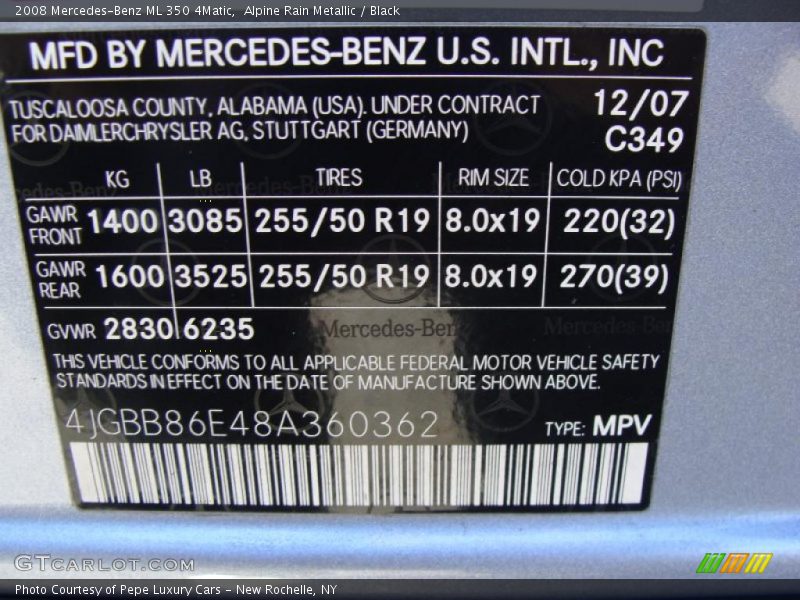 2008 Mercedes-Benz ML 350 4Matic, Alpine Rain Metallic / Black
MFD BY MERCEDES-BENZ U.S. INTL., INC
TUSCALOOSA COUNTY, ALABAMA (USA). UNDER CONTRACT 12/07
FOR DAIMLERCHRYSLER AG, STUTTGART (GERMANY) C349
KG LB TIRES RIM SIZE COLD KPA (PSI)
GAWR FRONT 1400 3085 255/50 R19 8.0x19 220(32)
GAWR REAR 1600 3525 255/50 R19 8.0x19 270(39)
GVWR 2830 6235 Mercedes-Benz
THIS VEHICLE CONFORMS TO ALL APPLICABLE FEDERAL MOTOR VEHICLE SAFETY
STANDARDS IN EFFECT ON THE DATE OF MANUFACTURE SHOWN ABOVE.
4JGBB86E48A360362 TYPE: MPV
GTCARLOT.COM
Photo Courtesy of Pepe Luxury Cars - New Rochelle, NY